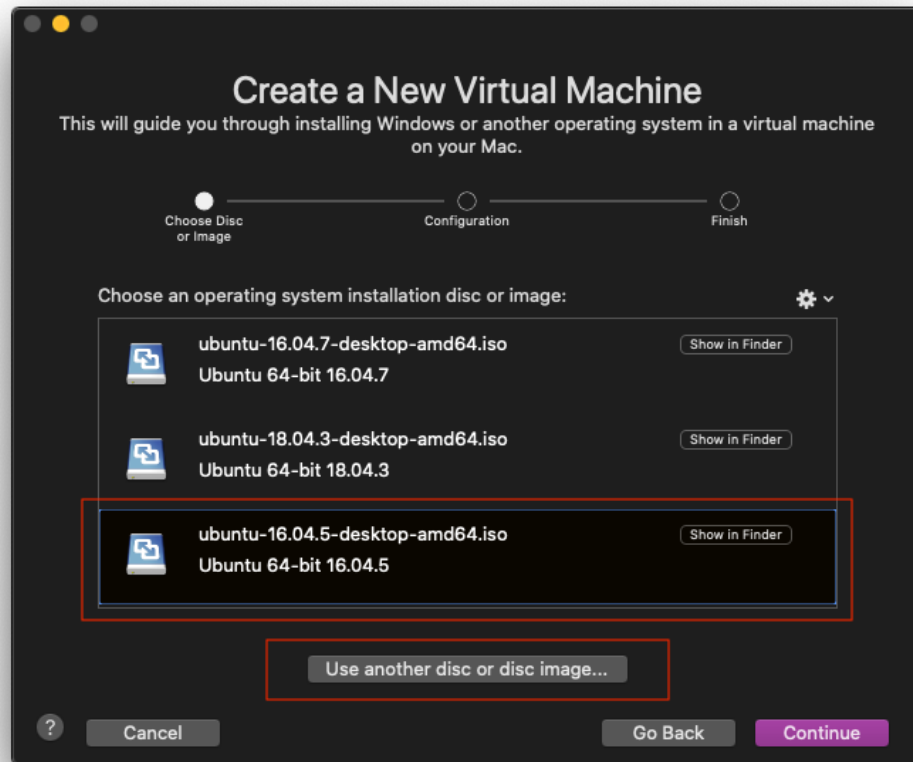 Create a New Virtual Machine
This will guide you through installing Windows or another operating system in a virtual machine
on your Mac.
Choose Disc
or Image
Configuration
Finish
Choose an operating system installation disc or image:
ubuntu-16.04.7-desktop-amd64.iso
Show in Finder
Ubuntu 64-bit 16.04.7
ubuntu-18.04.3-desktop-amd64.iso
Show in Finder
Ubuntu 64-bit 18.04.3
ubuntu-16.04.5-desktop-amd64.iso
Show in Finder
Ubuntu 64-bit 16.04.5
Use another disc or disc image...
?
Cancel
Go Back
Continue